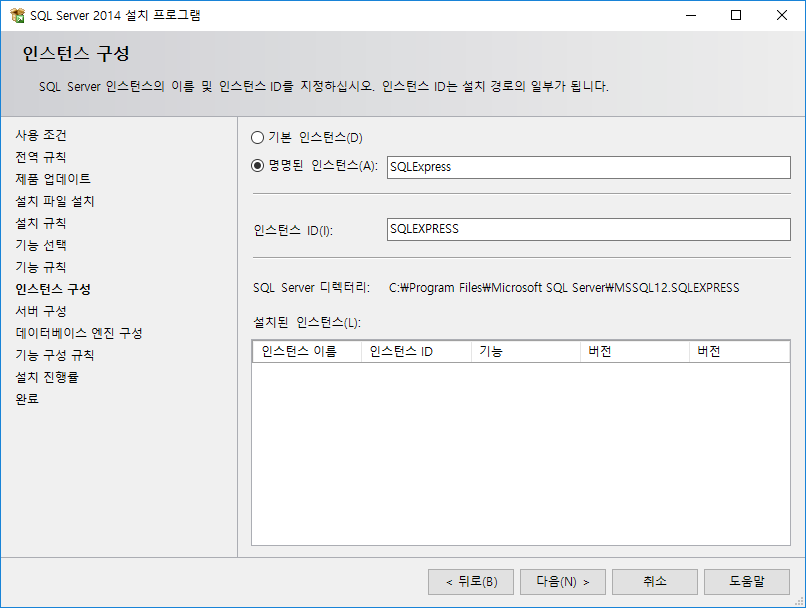 SQL Server 2014 설치 프로그램
인스턴스 구성
SQL Server 인스턴스의 이름 및 인스턴스 ID를 지정하십시오. 인스턴스 ID는 설치 경로의 일부가 됩니다.
사용 조건
전역 규칙
제품 업데이트
설치 파일 설치
설치 규칙
기능 선택
기능 규칙
인스턴스 구성
서버 구성
데이터베이스 엔진 구성
기능 구성 규칙
설치 진행률
완료
기본 인스턴스(D)
명명된 인스턴스(A): SQLExpress
인스턴스 ID(I): SQLEXPRESS
SQL Server 디렉터리: C:₩Program Files₩Microsoft SQL Server₩MSSQL12.SQLEXPRESS
설치된 인스턴스(L):
인스턴스 이름 인스턴스 ID 기능 버전 버전
< 뒤로(B) 다음(N) > 취소 도움말